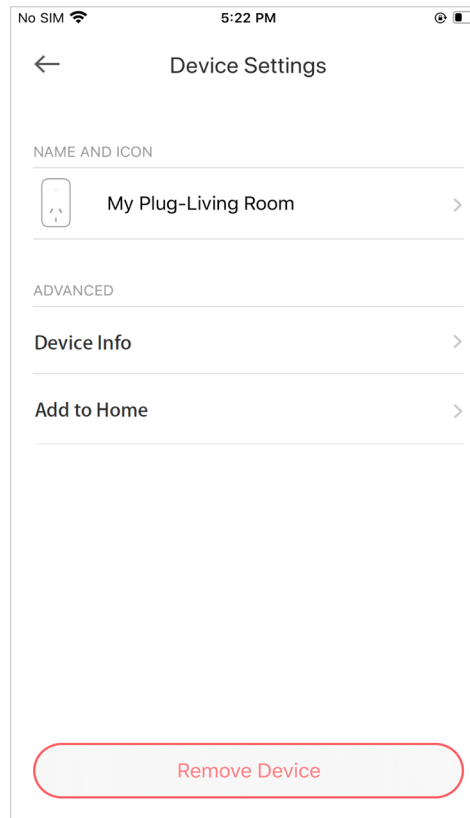 No SIM 5:22 PM
Device Settings
NAME AND ICON
My Plug-Living Room
ADVANCED
Device Info
Add to Home
Remove Device